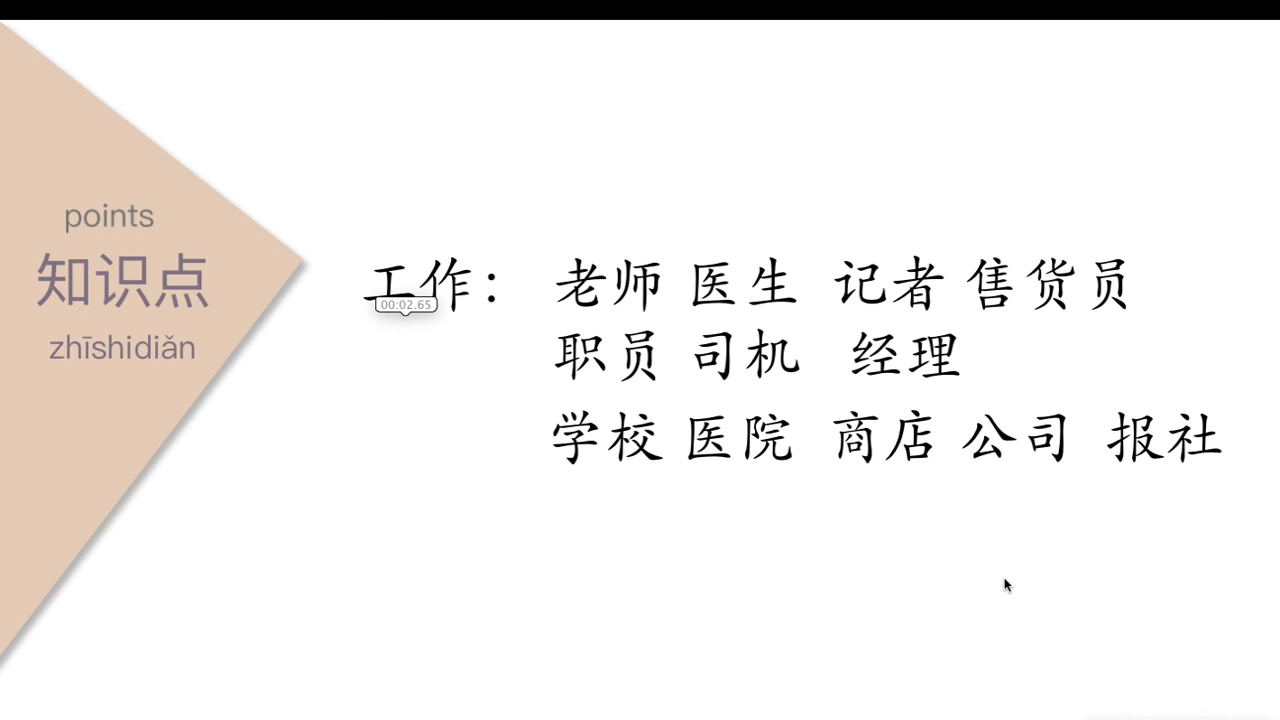 points
知识点
zhīshidiǎn
工作： 老师 医生 记者 售货员
00:02.65
职员 司机 经理
学校 医院 商店 公司 报社